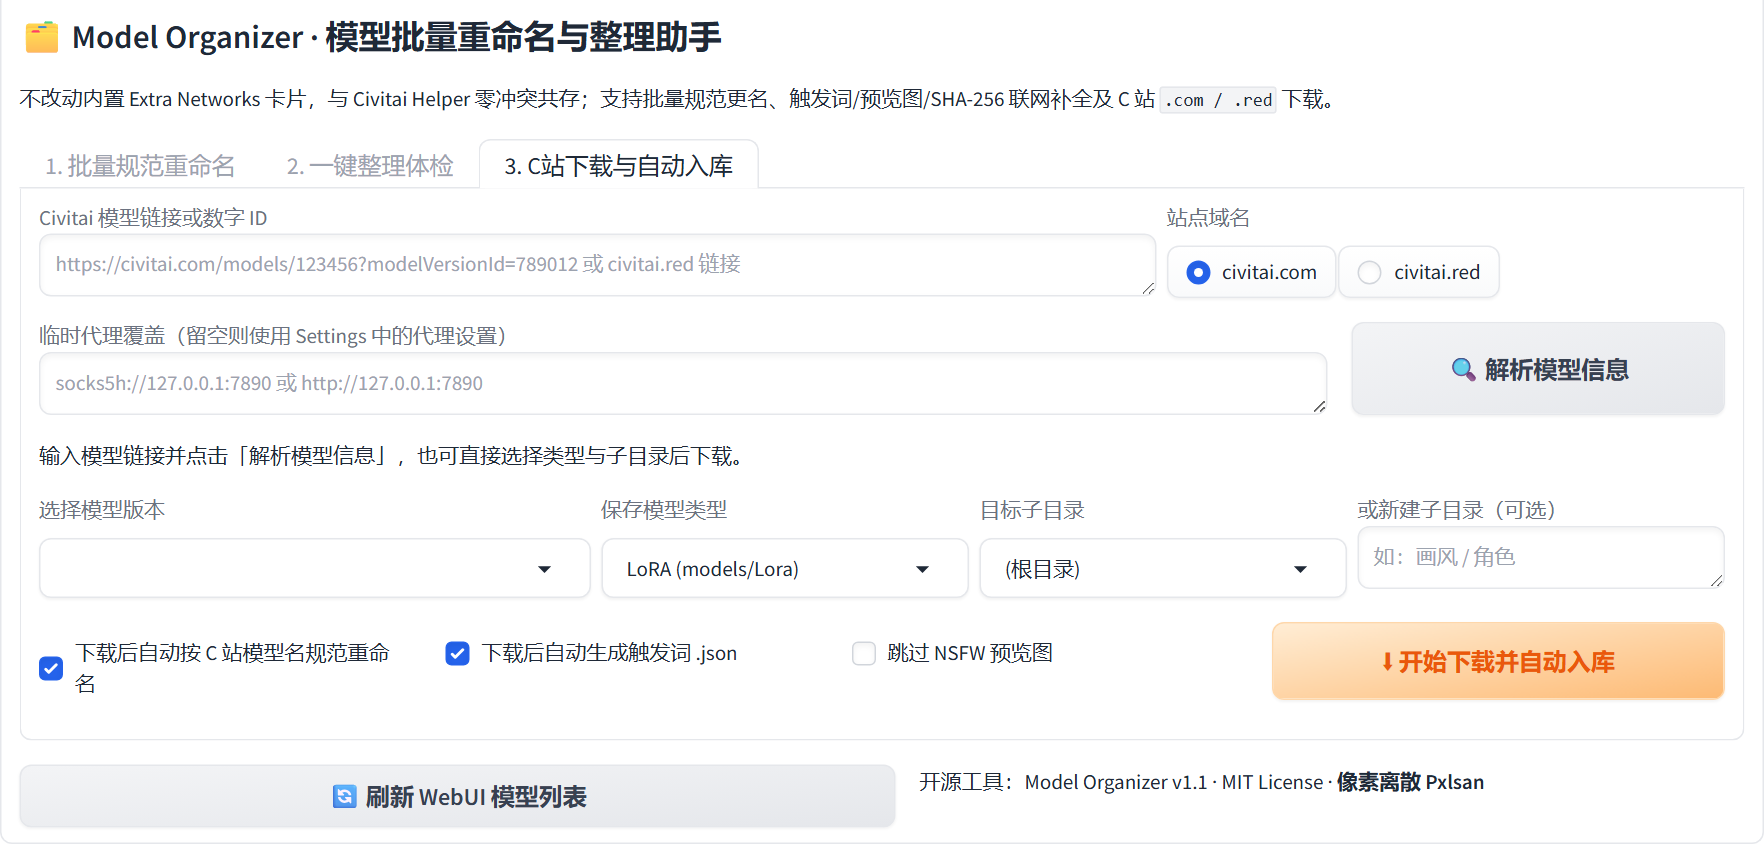 Model Organizer · 模型批量重命名与整理助手
不改动内置 Extra Networks 卡片，与 Civitai Helper 零冲突共存；支持批量规范更名、触发词/预览图/SHA-256 联网补全及 C 站 .com / .red 下载。
1. 批量规范重命名
2. 一键整理体检
3. C站下载与自动入库
Civitai 模型链接或数字 ID
站点域名
https://civitai.com/models/123456?modelVersionId=789012 或 civitai.red 链接
civitai.com
civitai.red
临时代理覆盖（留空则使用 Settings 中的代理设置）
socks5h://127.0.0.1:7890 或 http://127.0.0.1:7890
解析模型信息
输入模型链接并点击「解析模型信息」，也可直接选择类型与子目录后下载。
选择模型版本
保存模型类型
目标子目录
或新建子目录（可选）
LoRA (models/Lora)
(根目录)
如：画风 / 角色
下载后自动按 C 站模型名规范重命
名
下载后自动生成触发词 .json
跳过 NSFW 预览图
⬇开始下载并自动入库
刷新 WebUI 模型列表
开源工具：Model Organizer v1.1 · MIT License · 像素离散 Pxlsan